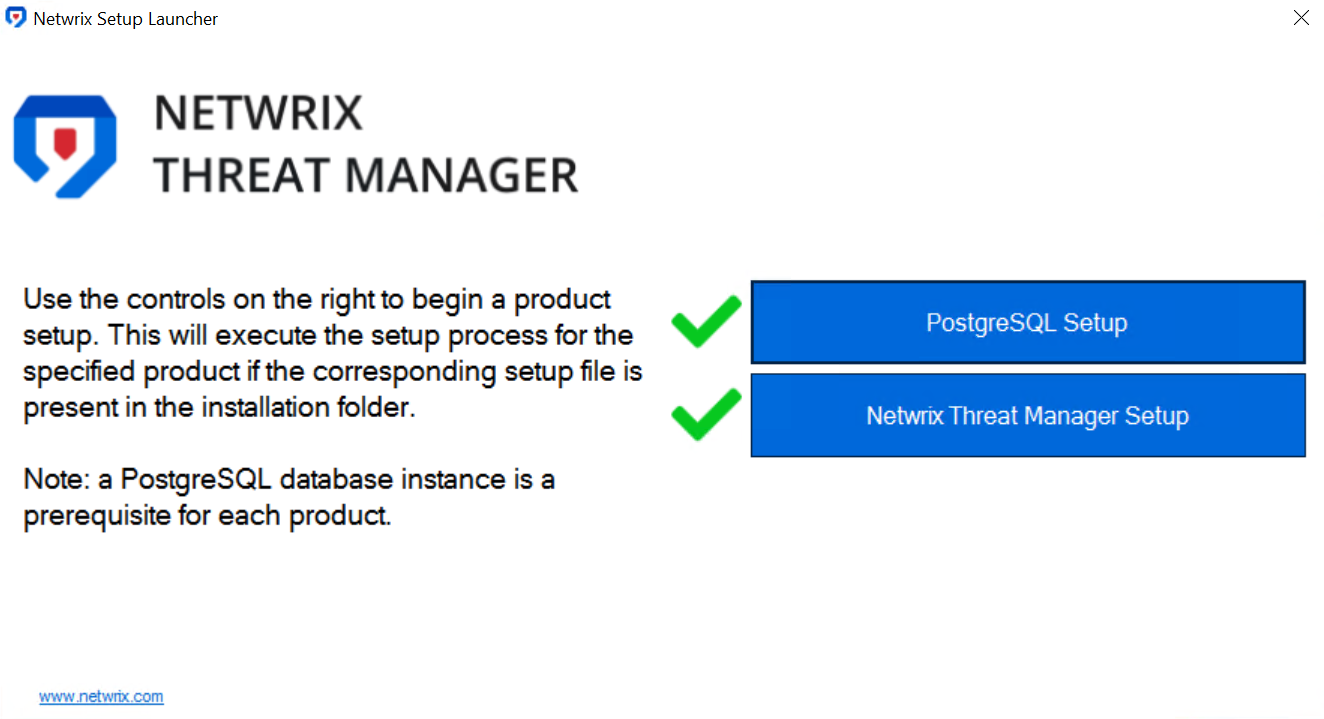 Netwrix Setup Launcher
NETWRIX
THREAT MANAGER
Use the controls on the right to begin a product
setup. This will execute the setup process for the
specified product if the corresponding setup file is
present in the installation folder.
Note: a PostgreSQL database instance is a
prerequisite for each product.
PostgreSQL Setup
Netwrix Threat Manager Setup
www.netwrix.com